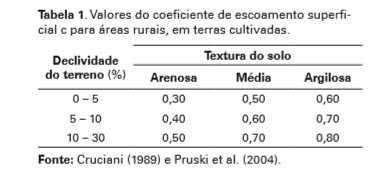 Tabela 1. Valores do coeficiente de escoamento superfi-
cial c para áreas rurais, em terras cultivadas.
Declividade do terreno (%) Textura do solo
Arenosa Média Argilosa
0 – 5 0,30 0,50 0,60
5 – 10 0,40 0,60 0,70
10 – 30 0,50 0,70 0,80
Fonte: Cruciani (1989) e Pruski et al. (2004).